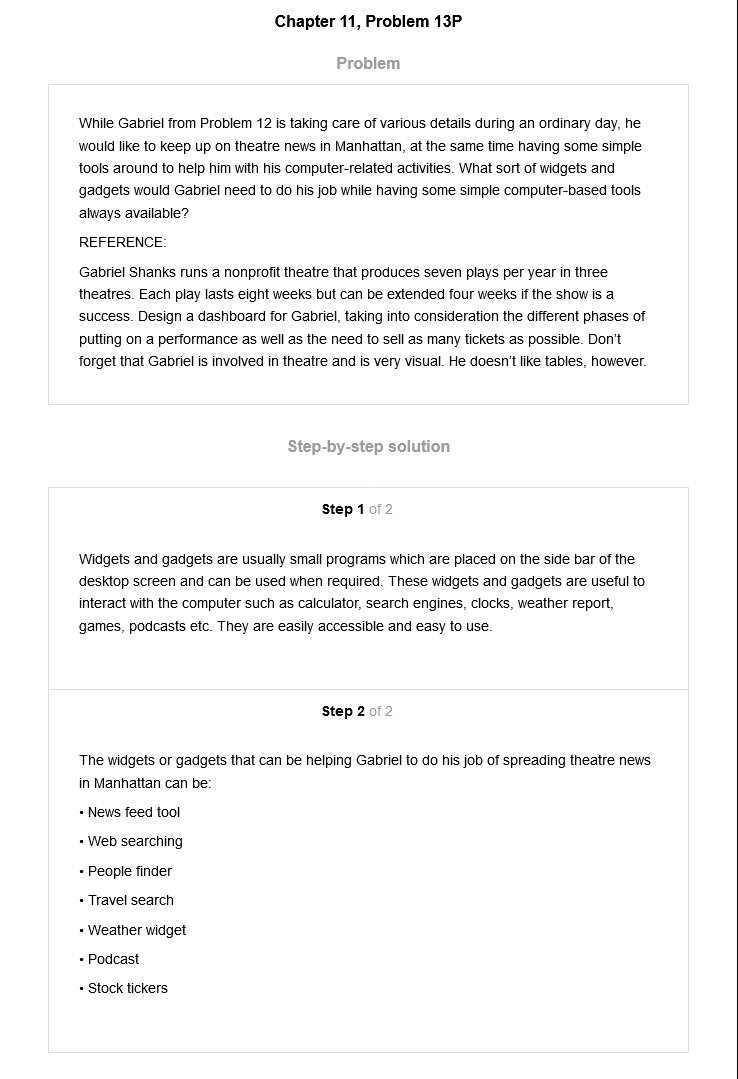 Chapter 11, Problem 13P
Problem
While Gabriel from Problem 12 is taking care of various details during an ordinary day, he
would like to keep up on theatre news in Manhattan, at the same time having some simple
tools around to help him with his computer-related activities. What sort of widgets and
gadgets would Gabriel need to do his job while having some simple computer-based tools
always available?
REFERENCE:
Gabriel Shanks runs a nonprofit theatre that produces seven plays per year in three
theatres. Each play lasts eight weeks but can be extended four weeks if the show is a
success. Design a dashboard for Gabriel, taking into consideration the different phases of
putting on a performance as well as the need to sell as many tickets as possible. Don't
forget that Gabriel is involved in theatre and is very visual. He doesn't like tables, however.
Step-by-step solution
Step 1 of 2
Widgets and gadgets are usually small programs which are placed on the side bar of the
desktop screen and can be used when required. These widgets and gadgets are useful to
interact with the computer such as calculator, search engines, clocks, weather report,
games, podcasts etc. They are easily accessible and easy to use.
Step 2 of 2
The widgets or gadgets that can be helping Gabriel to do his job of spreading theatre news
in Manhattan can be:
• News feed tool
• Web searching
• People finder
• Travel search
• Weather widget
• Podcast
• Stock tickers